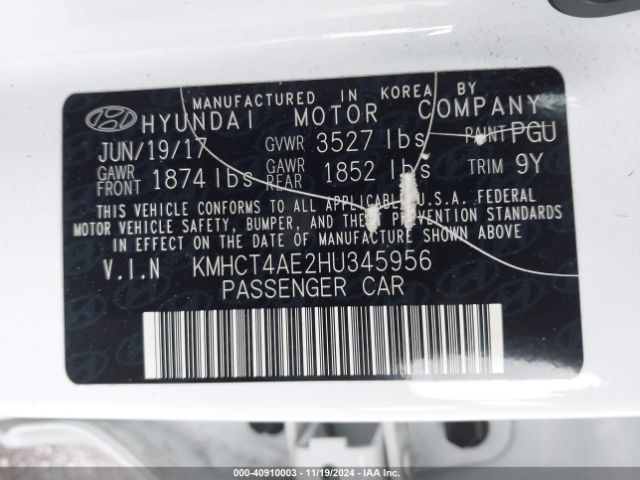 MANUFACTURED IN KOREA BY
HYUNDAI MOTOR COMPANY
JUN/19/17 GVWR 3527 lbs PAINT PGU
GAWR FRONT 1874 lbs GAWR REAR 1852 lbs TRIM 9Y
THIS VEHICLE CONFORMS TO ALL APPLICABLE U.S.A. FEDERAL
MOTOR VEHICLE SAFETY, BUMPER, AND THEFT PREVENTION STANDARDS
IN EFFECT ON THE DATE OF MANUFACTURE SHOWN ABOVE
V.I.N KMHCT4AE2HU345956
PASSENGER CAR
000-40910003 — 11/19/2024 — IAA Inc.